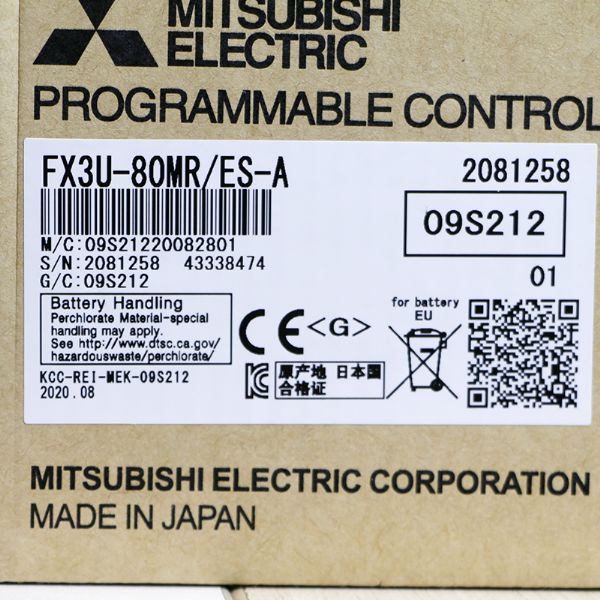 MITSUBISHI
ELECTRIC
PROGRAMMABLE CONTROL
FX3U-80MR/ES-A
2081258
09S212
M/C:09S21220082801
S/N:2081258 43338474
G/C:09S212
01
Battery Handling
Perchlorate Material-special
handling may apply.
See http://www.dtsc.ca.gov/
hazardouswaste/perchlorate/
CE <G>
for battery
EU
原产地 日本国
合格证
KCC-REI-MEK-09S212
2020.08
MITSUBISHI ELECTRIC CORPORATION
MADE IN JAPAN